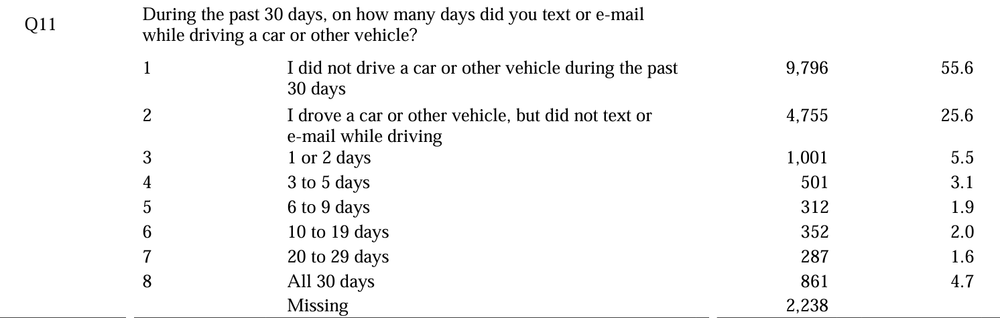 During the past 30 days, on how many days did you text or e-mail
Q11
while driving a car or other vehicle?
1 I did not drive a car or other vehicle during the past 9,796 55.6
30 days
2 I drove a car or other vehicle, but did not text or 4,755 25.6
e-mail while driving
3 1 or 2 days 1,001 5.5
4 3 to 5 days 501 3.1
5 6 to 9 days 312 1.9
6 10 to 19 days 352 2.0
7 20 to 29 days 287 1.6
8 All 30 days 861 4.7
Missing 2,238